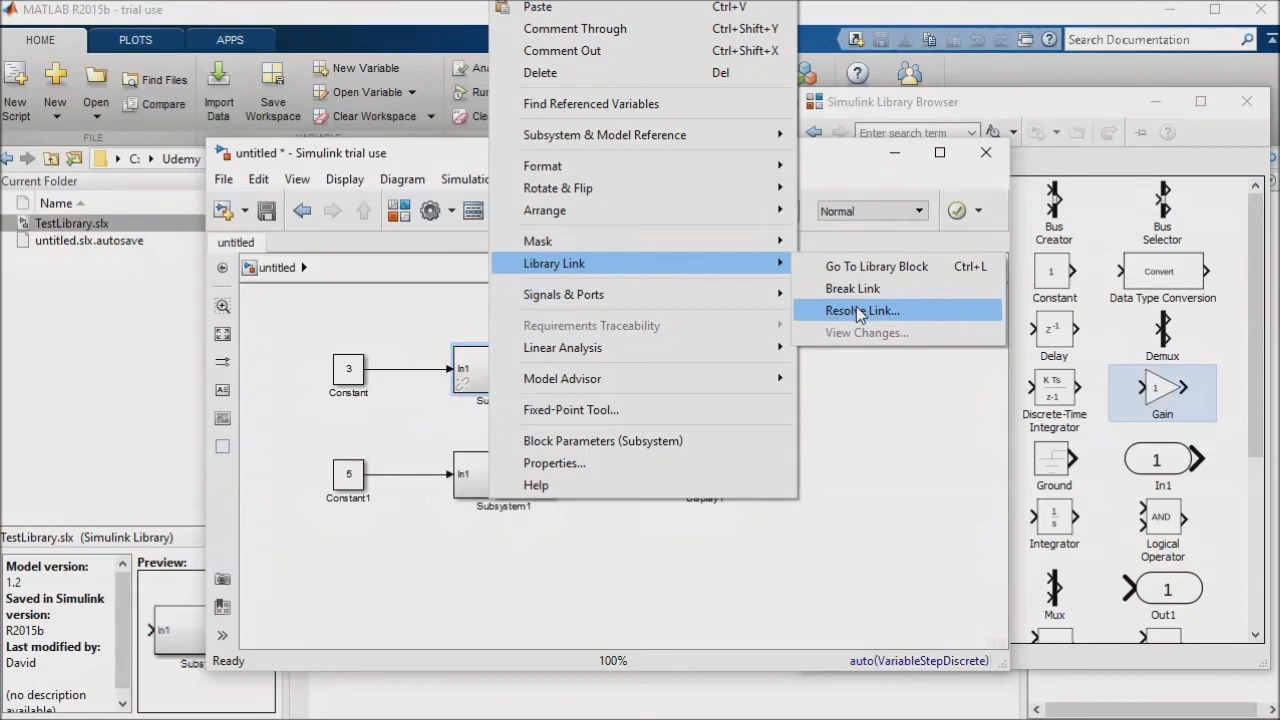 MATLAB R2015b - trial use
HOME
PLOTS
APPS
Search Documentation
New
Script
New
Open
Find Files
Compare
Import
Data
Save
Workspace
New Variable
Open Variable
Clear Workspace
FILE
C:
Udemy
Current Folder
Name
TestLibrary.slx
untitled.slx.autosave
TestLibrary.slx (Simulink Library)
Model version:
1.2
Saved in Simulink
version:
R2015b
Last modified by:
David
(no description
available)
Preview:
In1
untitled * - Simulink trial use
File
Edit
View
Display
Diagram
Normal
untitled
untitled
3
Constant
In1
5
Constant1
In1
Subsystem1
Display1
Ready
100%
auto(VariableStepDiscrete)
Paste Ctrl+V
Comment Through Ctrl+Shift+Y
Comment Out Ctrl+Shift+X
Delete Del
Find Referenced Variables
Subsystem & Model Reference
Format
Rotate & Flip
Arrange
Mask
Library Link
Signals & Ports
Requirements Traceability
Linear Analysis
Model Advisor
Fixed-Point Tool...
Block Parameters (Subsystem)
Properties...
Help
Go To Library Block Ctrl+L
Break Link
Resolve Link...
View Changes...
Simulink Library Browser
Enter search term
Bus
Creator
Bus
Selector
1
Constant
Convert
Data Type Conversion
Delay
Demux
K Ts
z-1
Discrete-Time
Integrator
1
Gain
Ground
1
In1
1
s
Integrator
AND
Logical
Operator
Mux
1
Out1